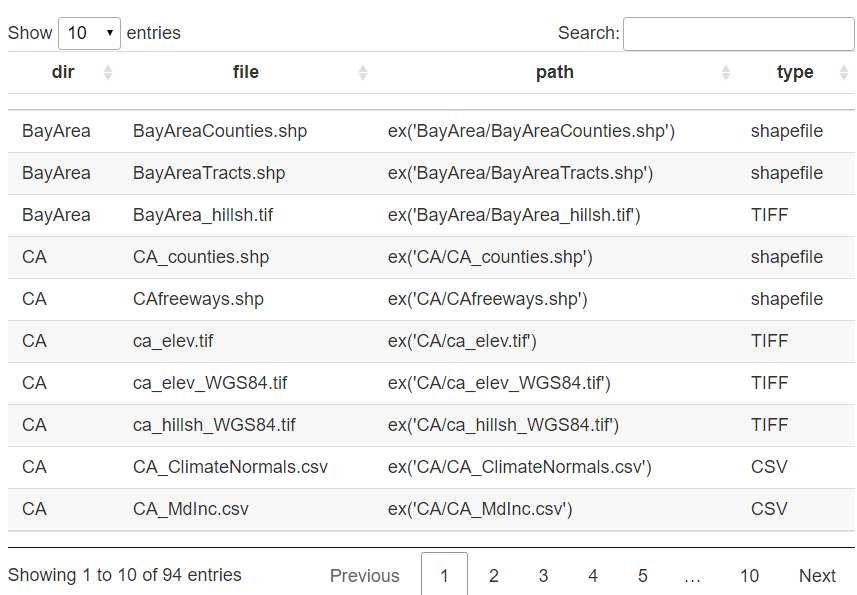 Show 10 entries Search:
dir file path type
BayArea BayAreaCounties.shp ex('BayArea/BayAreaCounties.shp') shapefile
BayArea BayAreaTracts.shp ex('BayArea/BayAreaTracts.shp') shapefile
BayArea BayArea_hillsh.tif ex('BayArea/BayArea_hillsh.tif') TIFF
CA CA_counties.shp ex('CA/CA_counties.shp') shapefile
CA CAfreeways.shp ex('CA/CAfreeways.shp') shapefile
CA ca_elev.tif ex('CA/ca_elev.tif') TIFF
CA ca_elev_WGS84.tif ex('CA/ca_elev_WGS84.tif') TIFF
CA ca_hillsh_WGS84.tif ex('CA/ca_hillsh_WGS84.tif') TIFF
CA CA_ClimateNormals.csv ex('CA/CA_ClimateNormals.csv') CSV
CA CA_MdInc.csv ex('CA/CA_MdInc.csv') CSV
Showing 1 to 10 of 94 entries Previous 1 2 3 4 5 … 10 Next